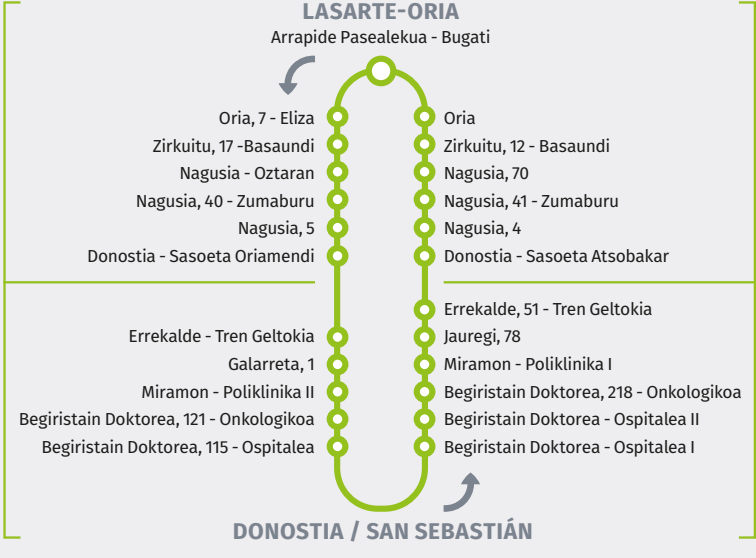 LASARTE-ORIA
Arrapide Pasealekua - Bugati
Oria, 7 - Eliza
Zirkuitu, 17 -Basaundi
Nagusia - Oztaran
Nagusia, 40 - Zumaburu
Nagusia, 5
Donostia - Sasoeta Oriamendi
Errekalde - Tren Geltokia
Galarreta, 1
Miramon - Poliklinika II
Begiristain Doktorea, 121 - Onkologikoa
Begiristain Doktorea, 115 - Ospitalea
Oria
Zirkuitu, 12 - Basaundi
Nagusia, 70
Nagusia, 41 - Zumaburu
Nagusia, 4
Donostia - Sasoeta Atsobakar
Errekalde, 51 - Tren Geltokia
Jauregi, 78
Miramon - Poliklinika I
Begiristain Doktorea, 218 - Onkologikoa
Begiristain Doktorea - Ospitalea II
Begiristain Doktorea - Ospitalea I
DONOSTIA / SAN SEBASTIÁN